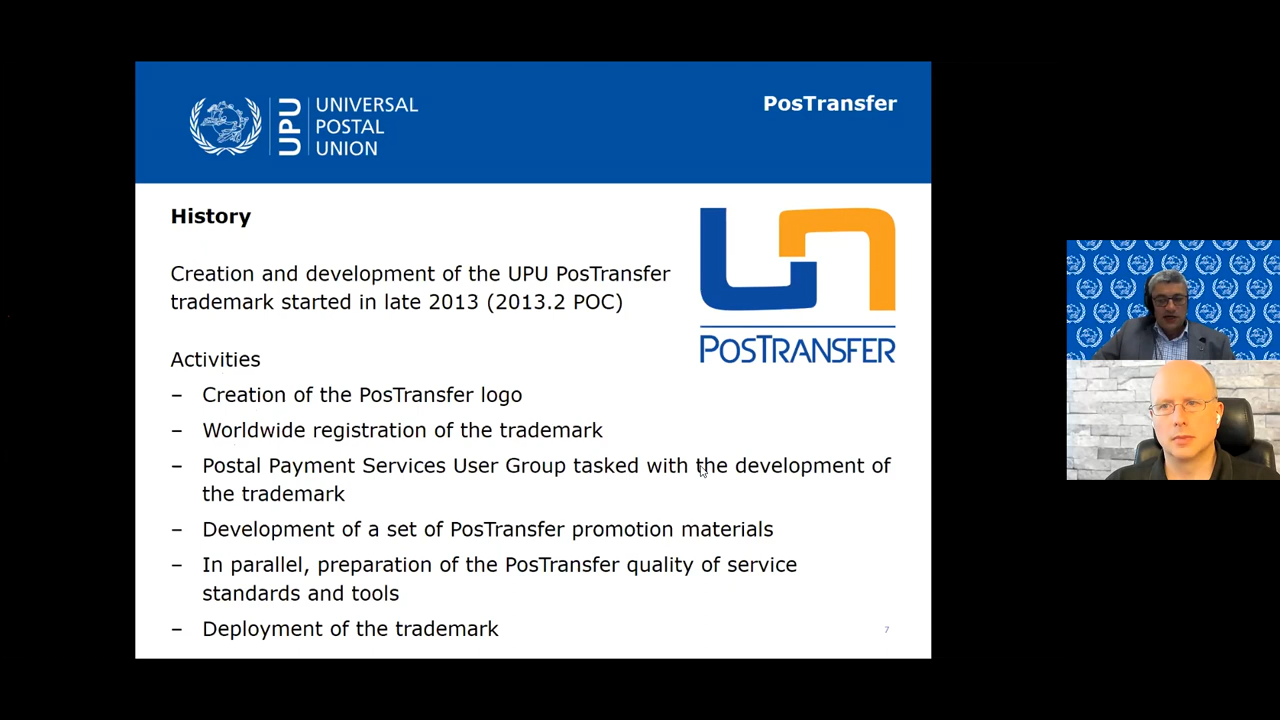 UPU
UNIVERSAL
POSTAL
UNION
PosTransfer
History
Creation and development of the UPU PosTransfer
trademark started in late 2013 (2013.2 POC)
POSTRANSFER
Activities
– Creation of the PosTransfer logo
– Worldwide registration of the trademark
– Postal Payment Services User Group tasked with the development of
the trademark
– Development of a set of PosTransfer promotion materials
– In parallel, preparation of the PosTransfer quality of service
standards and tools
– Deployment of the trademark
7